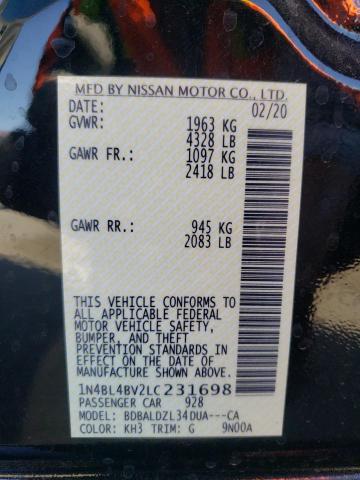 MFD BY NISSAN MOTOR CO., LTD.
DATE: 02/20
GVWR: 1963 KG
4328 LB
GAWR FR.: 1097 KG
2418 LB
GAWR RR.: 945 KG
2083 LB
THIS VEHICLE CONFORMS TO
ALL APPLICABLE FEDERAL
MOTOR VEHICLE SAFETY,
BUMPER, AND THEFT
PREVENTION STANDARDS IN
EFFECT ON THE DATE OF
MANUFACTURE SHOWN ABOVE.
1N4BL4BV2LC231698
PASSENGER CAR 928
MODEL: BDBALDZL34DUA---CA
COLOR: KH3 TRIM: G 9N00A